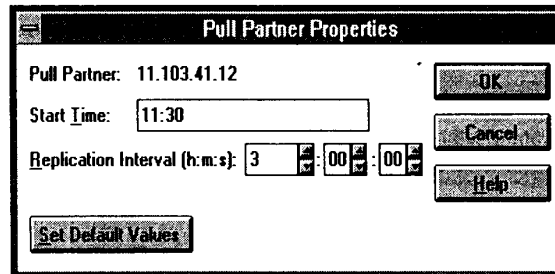 Pull Partner Properties
Pull Partner: 11.103.41.12
OK
Start Time: 11:30
Cancel
Replication Interval (h:m:s): 3 : 00 : 00
Help
Set Default Values